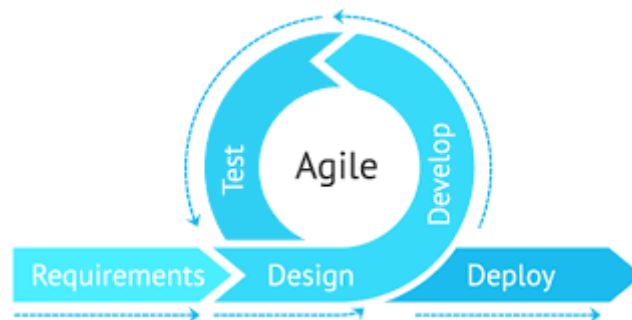 Agile
Test
Develop
Requirements
Design
Deploy